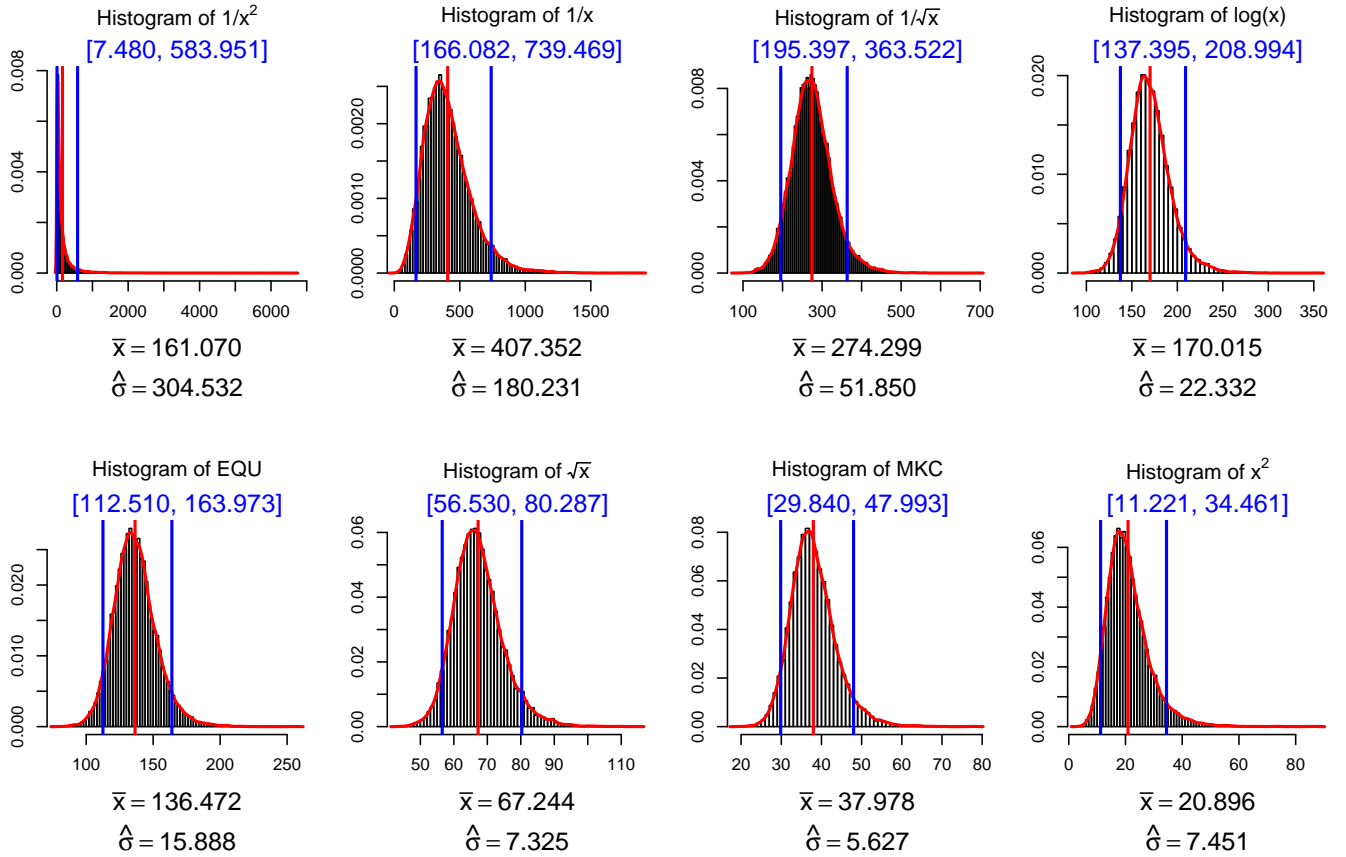 Histogram of 1/x²
[7.480, 583.951]
0.000 0.004 0.008
0 2000 4000 6000
x̅ = 161.070
σ̂ = 304.532
Histogram of 1/x
[166.082, 739.469]
0.0000 0.0010 0.0020
0 500 1000 1500
x̅ = 407.352
σ̂ = 180.231
Histogram of 1/√x
[195.397, 363.522]
0.000 0.004 0.008
100 300 500 700
x̅ = 274.299
σ̂ = 51.850
Histogram of log(x)
[137.395, 208.994]
0.000 0.010 0.020
100 150 200 250 300 350
x̅ = 170.015
σ̂ = 22.332
Histogram of EQU
[112.510, 163.973]
0.000 0.010 0.020
100 150 200 250
x̅ = 136.472
σ̂ = 15.888
Histogram of √x
[56.530, 80.287]
0.00 0.02 0.04 0.06
50 60 70 80 90 110
x̅ = 67.244
σ̂ = 7.325
Histogram of MKC
[29.840, 47.993]
0.00 0.02 0.04 0.06 0.08
20 30 40 50 60 70 80
x̅ = 37.978
σ̂ = 5.627
Histogram of x²
[11.221, 34.461]
0.00 0.02 0.04 0.06
0 20 40 60 80
x̅ = 20.896
σ̂ = 7.451